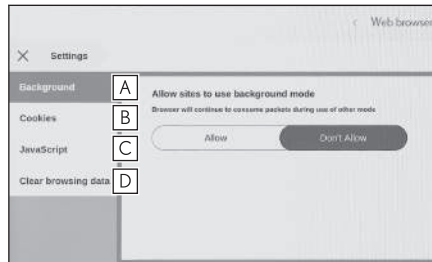 Web browser
Settings
Background A
Cookies B
JavaScript C
Clear browsing data D
Allow sites to use background mode
Browser will continue to consume packets during use of other mode
Allow
Don't Allow